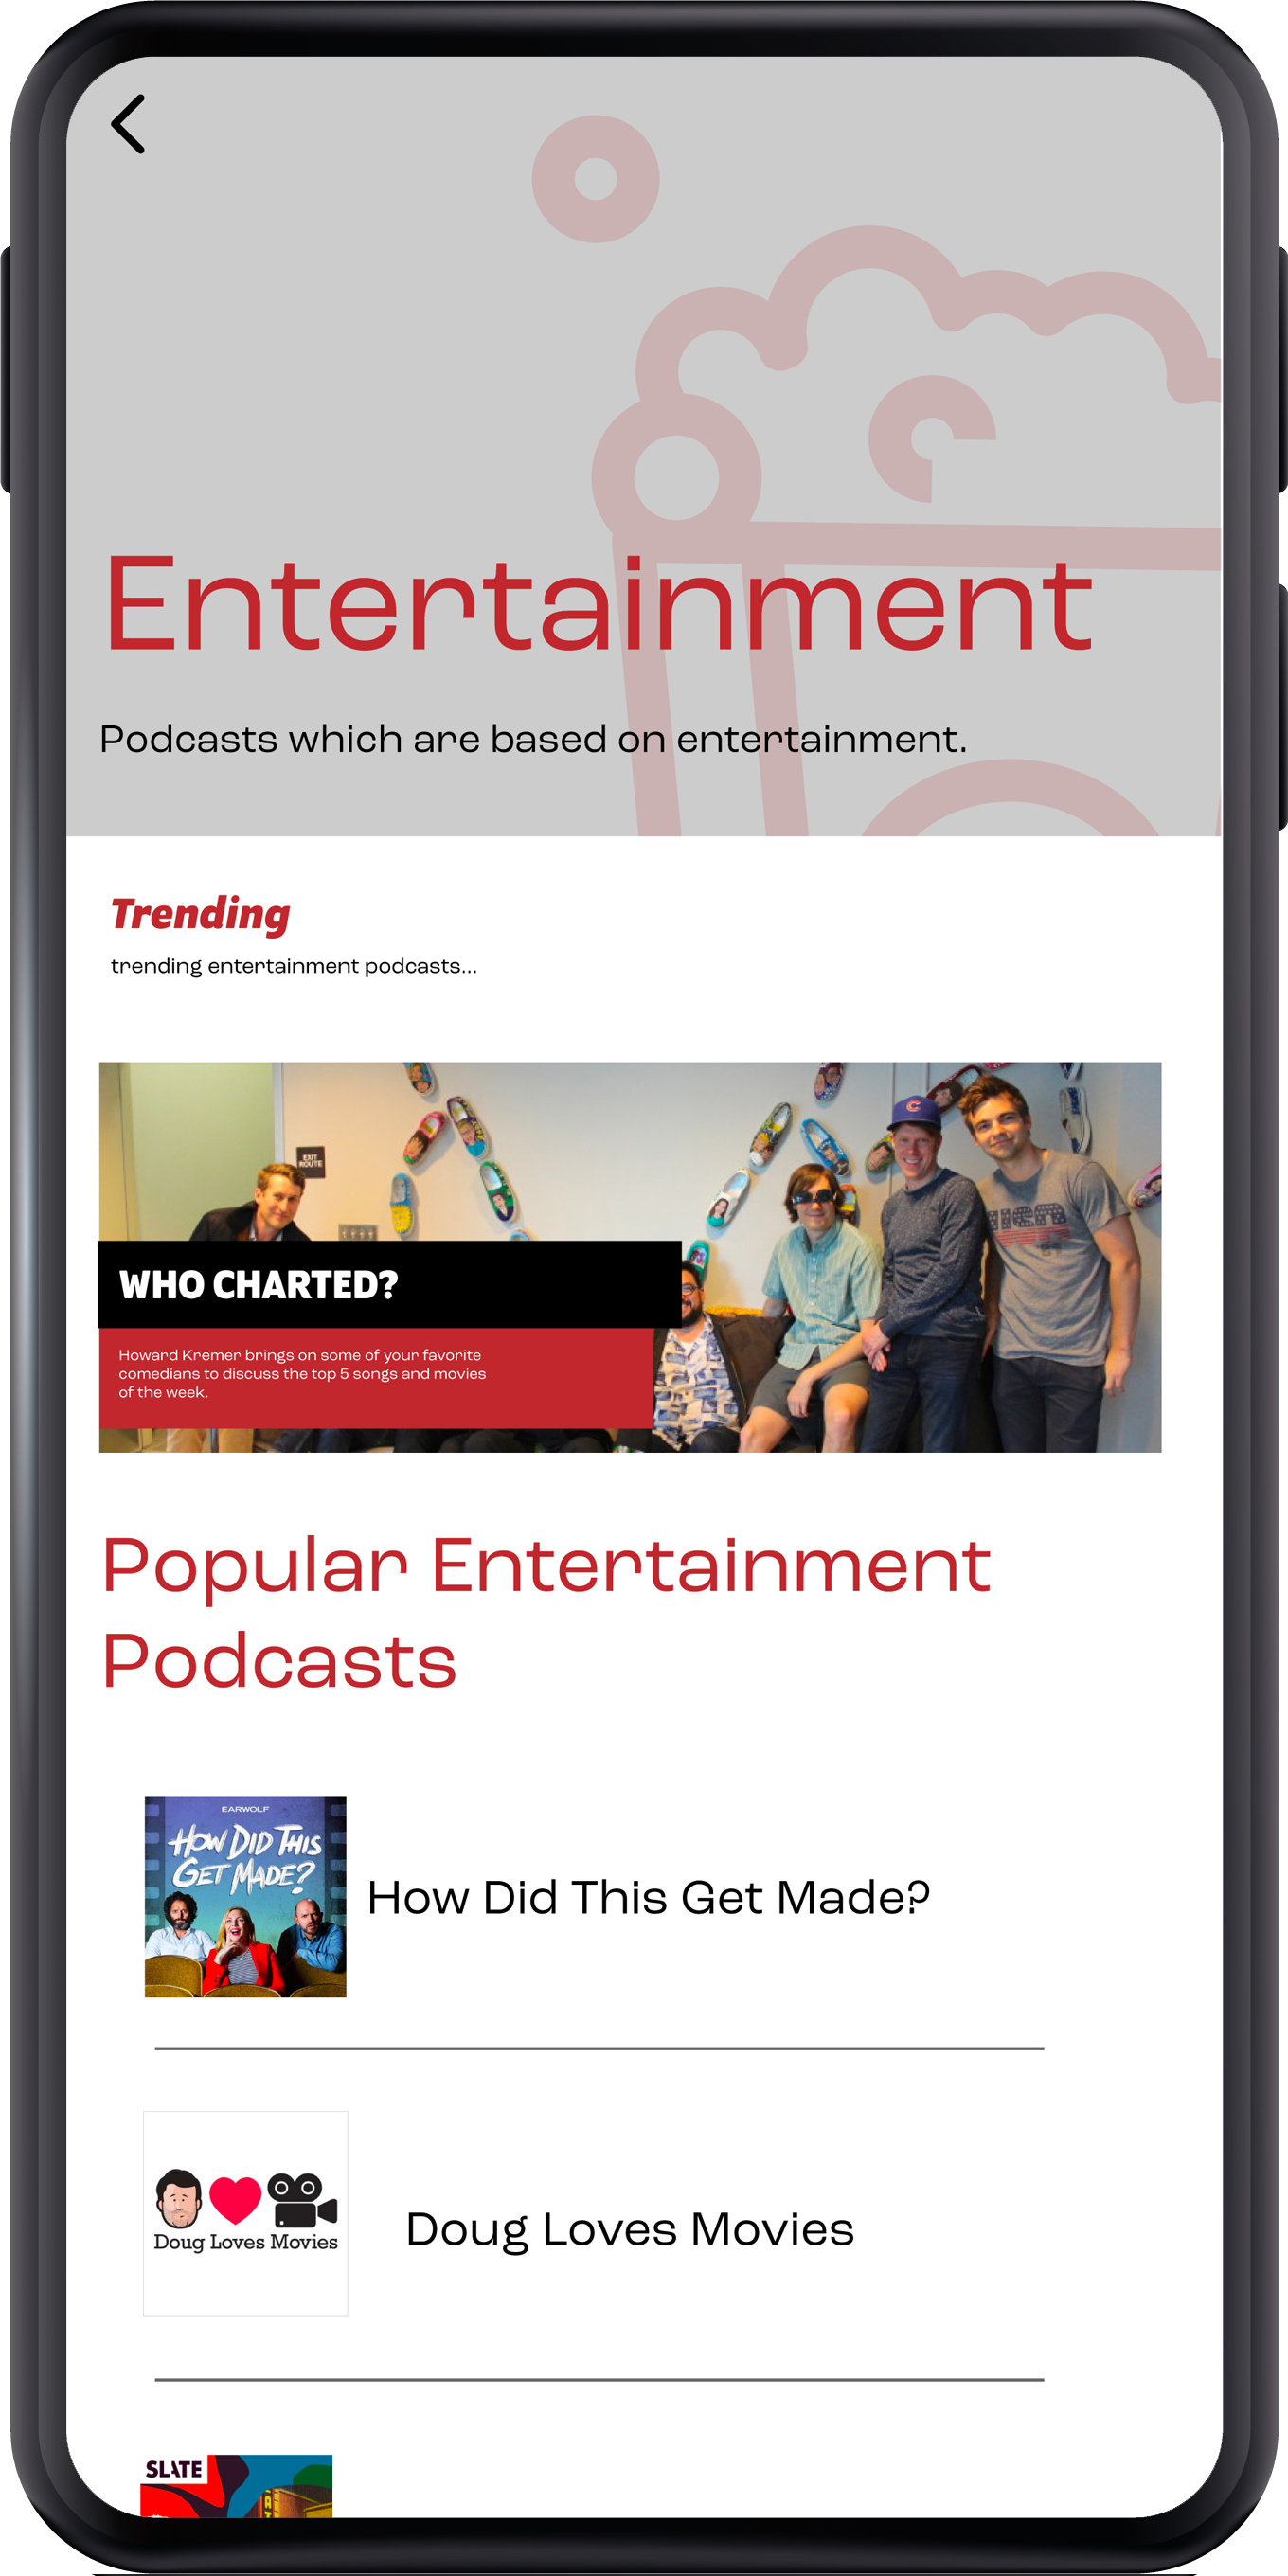 Entertainment
Podcasts which are based on entertainment.
Trending
trending entertainment podcasts...
EXIT
ROUTE
C
WHO CHARTED?
Howard Kremer brings on some of your favorite
comedians to discuss the top 5 songs and movies
of the week.
Popular Entertainment
Podcasts
EARWOLF
HOW DID THIS
GET MADE?
How Did This Get Made?
Doug Loves Movies
Doug Loves Movies
SLATE